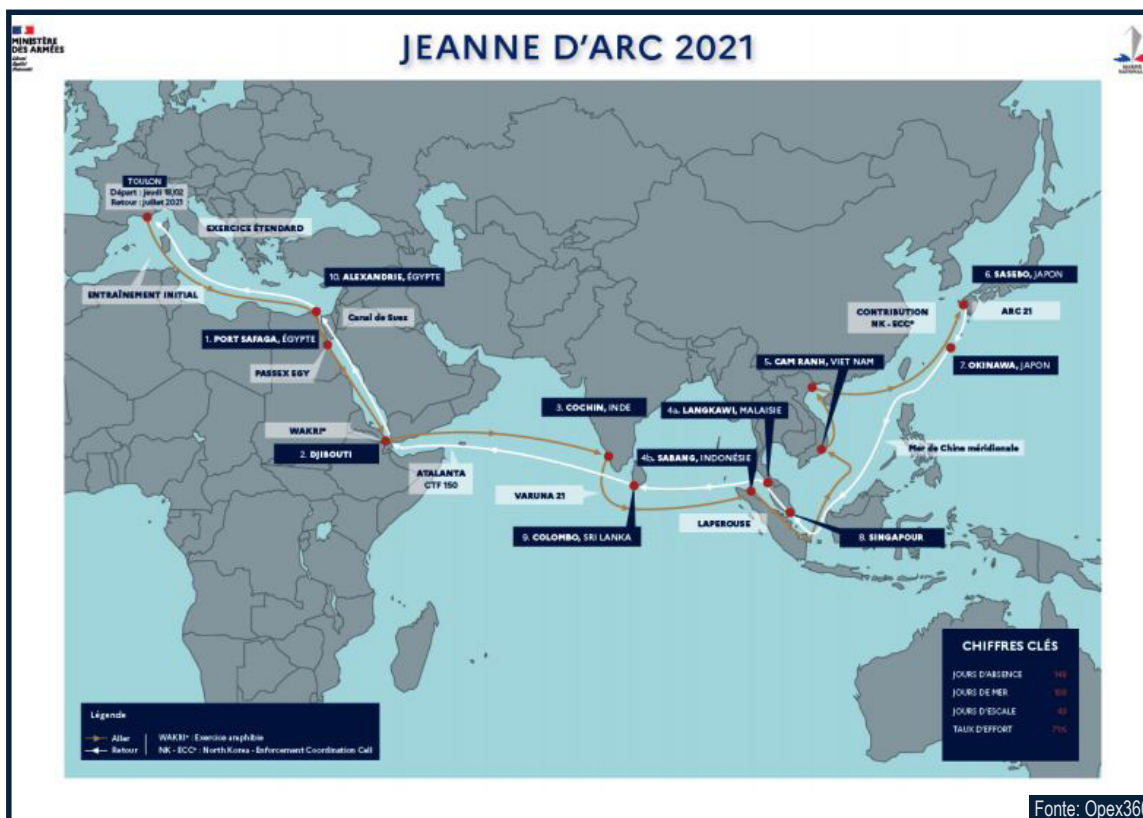 MINISTÈRE
DES ARMÉES
Liberté
Égalité
Fraternité
JEANNE D'ARC 2021
MARINE
NATIONALE
TOULON
Départ : jeudi 18/02
Retour : juillet 2021
EXERCICE ÉTENDARD
ENTRAÎNEMENT INITIAL
10. ALEXANDRIE, ÉGYPTE
Canal de Suez
1. PORT SAFAGA, ÉGYPTE
PASSEX EGY
WAKRI*
2. DJIBOUTI
ATALANTA
CTF 150
3. COCHIN, INDE
VARUNA 21
9. COLOMBO, SRI LANKA
4a. LANGKAWI, MALAISIE
4b. SABANG, INDONÉSIE
LAPEROUSE
5. CAM RANH, VIET NAM
8. SINGAPOUR
CONTRIBUTION
NK - ECC*
6. SASEBO, JAPON
ARC 21
7. OKINAWA, JAPON
Mer de Chine méridionale
Légende
Aller
Retour
WAKRI* : Exercice amphibie
NK - ECC* : North Korea - Enforcement Coordination Cell
CHIFFRES CLÉS
JOURS D'ABSENCE
JOURS DE MER
JOURS D'ESCALE
TAUX D'EFFORT
Fonte: Opex360